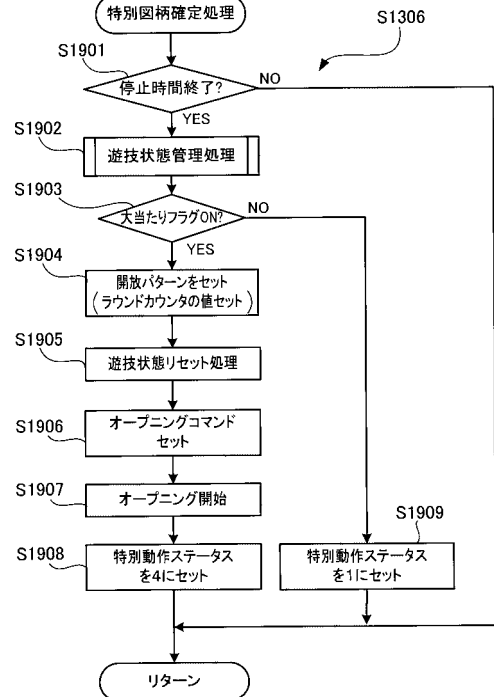 特別図柄確定処理
S1306
S1901
停止時間終了?
NO
YES
S1902
遊技状態管理処理
S1903
大当たりフラグON?
NO
YES
S1904
開放パターンをセット
(ラウンドカウンタの値セット)
S1905
遊技状態リセット処理
S1906
オープニングコマンド
セット
S1907
オープニング開始
S1908
特別動作ステータス
を4にセット
S1909
特別動作ステータス
を1にセット
リターン